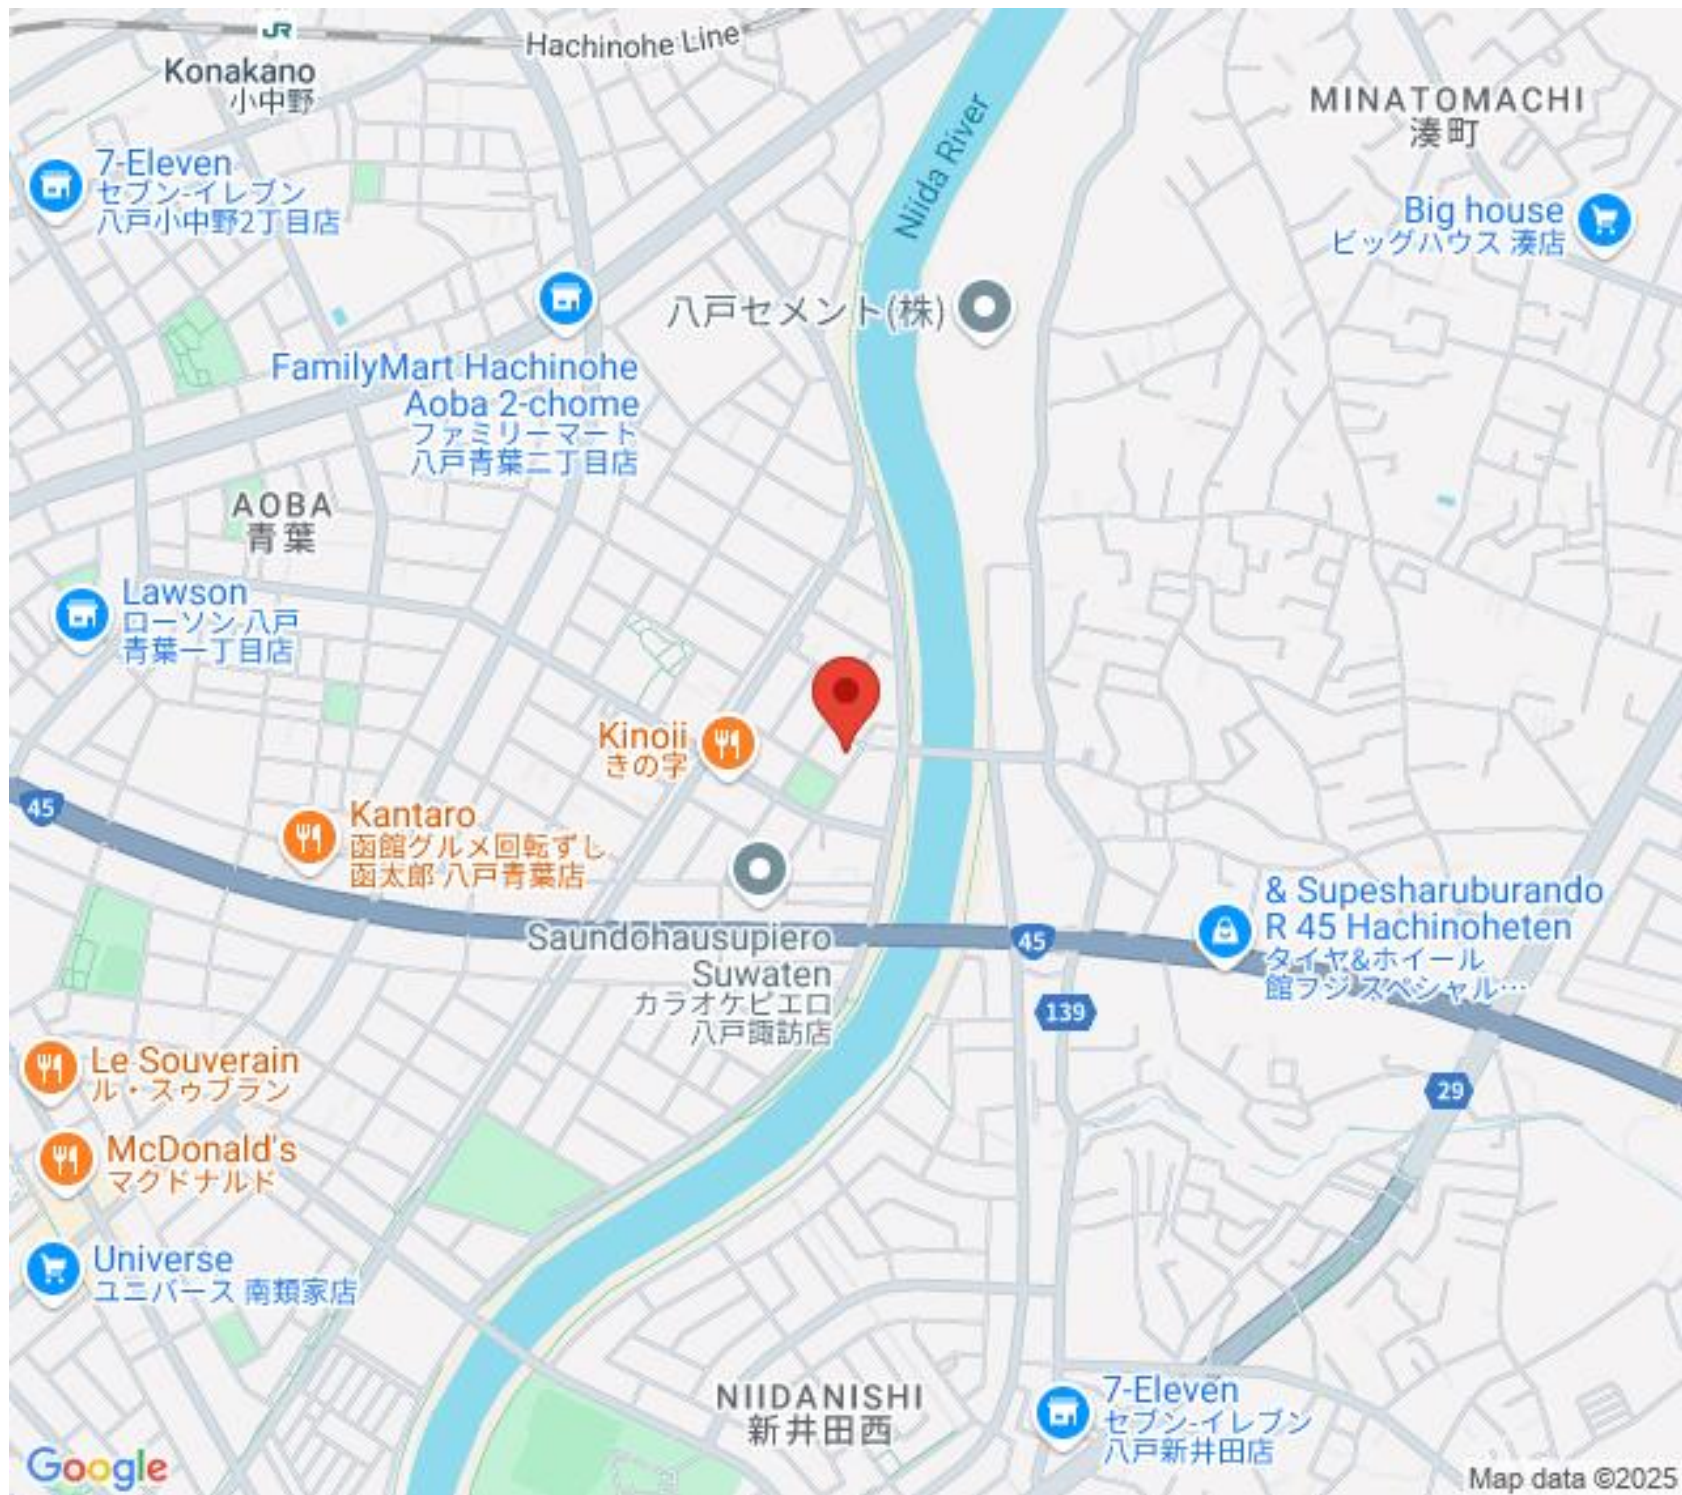 JR
Hachinohe Line
Konakano
小中野
MINATOMACHI
湊町
7-Eleven
セブン-イレブン
八戸小中野2丁目店
Niida River
Big house
ビッグハウス 湊店
八戸セメント(株)
FamilyMart Hachinohe
Aoba 2-chome
ファミリーマート
八戸青葉二丁目店
AOBA
青葉
Lawson
ローソン 八戸
青葉一丁目店
Kinoji
きの字
45
Kantaro
函館グルメ回転ずし
函太郎 八戸青葉店
& Supesharuburando
R 45 Hachinoheten
タイヤ&ホイール
館フジ スペシャル…
Saundohausupiero
Suwaten
カラオケピエロ
八戸諏訪店
45
139
29
Le Souverain
ル・スゥブラン
McDonald's
マクドナルド
Universe
ユニバース 南類家店
NIIDANISHI
新井田西
7-Eleven
セブン-イレブン
八戸新井田店
Google
Map data ©2025